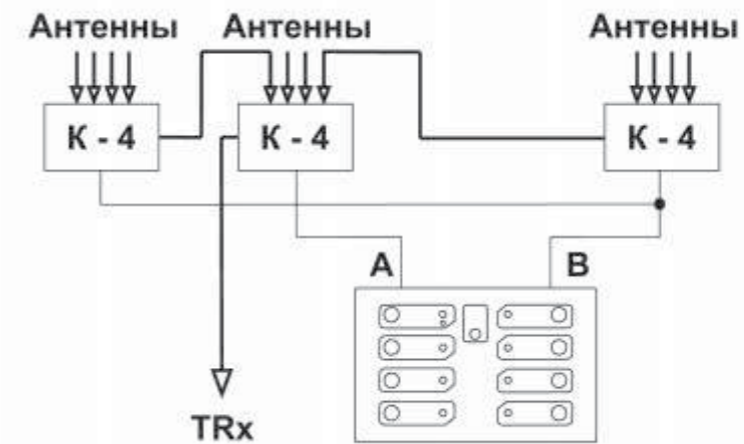 Антенны Антенны Антенны
К - 4 К - 4 К - 4
А В
TRx